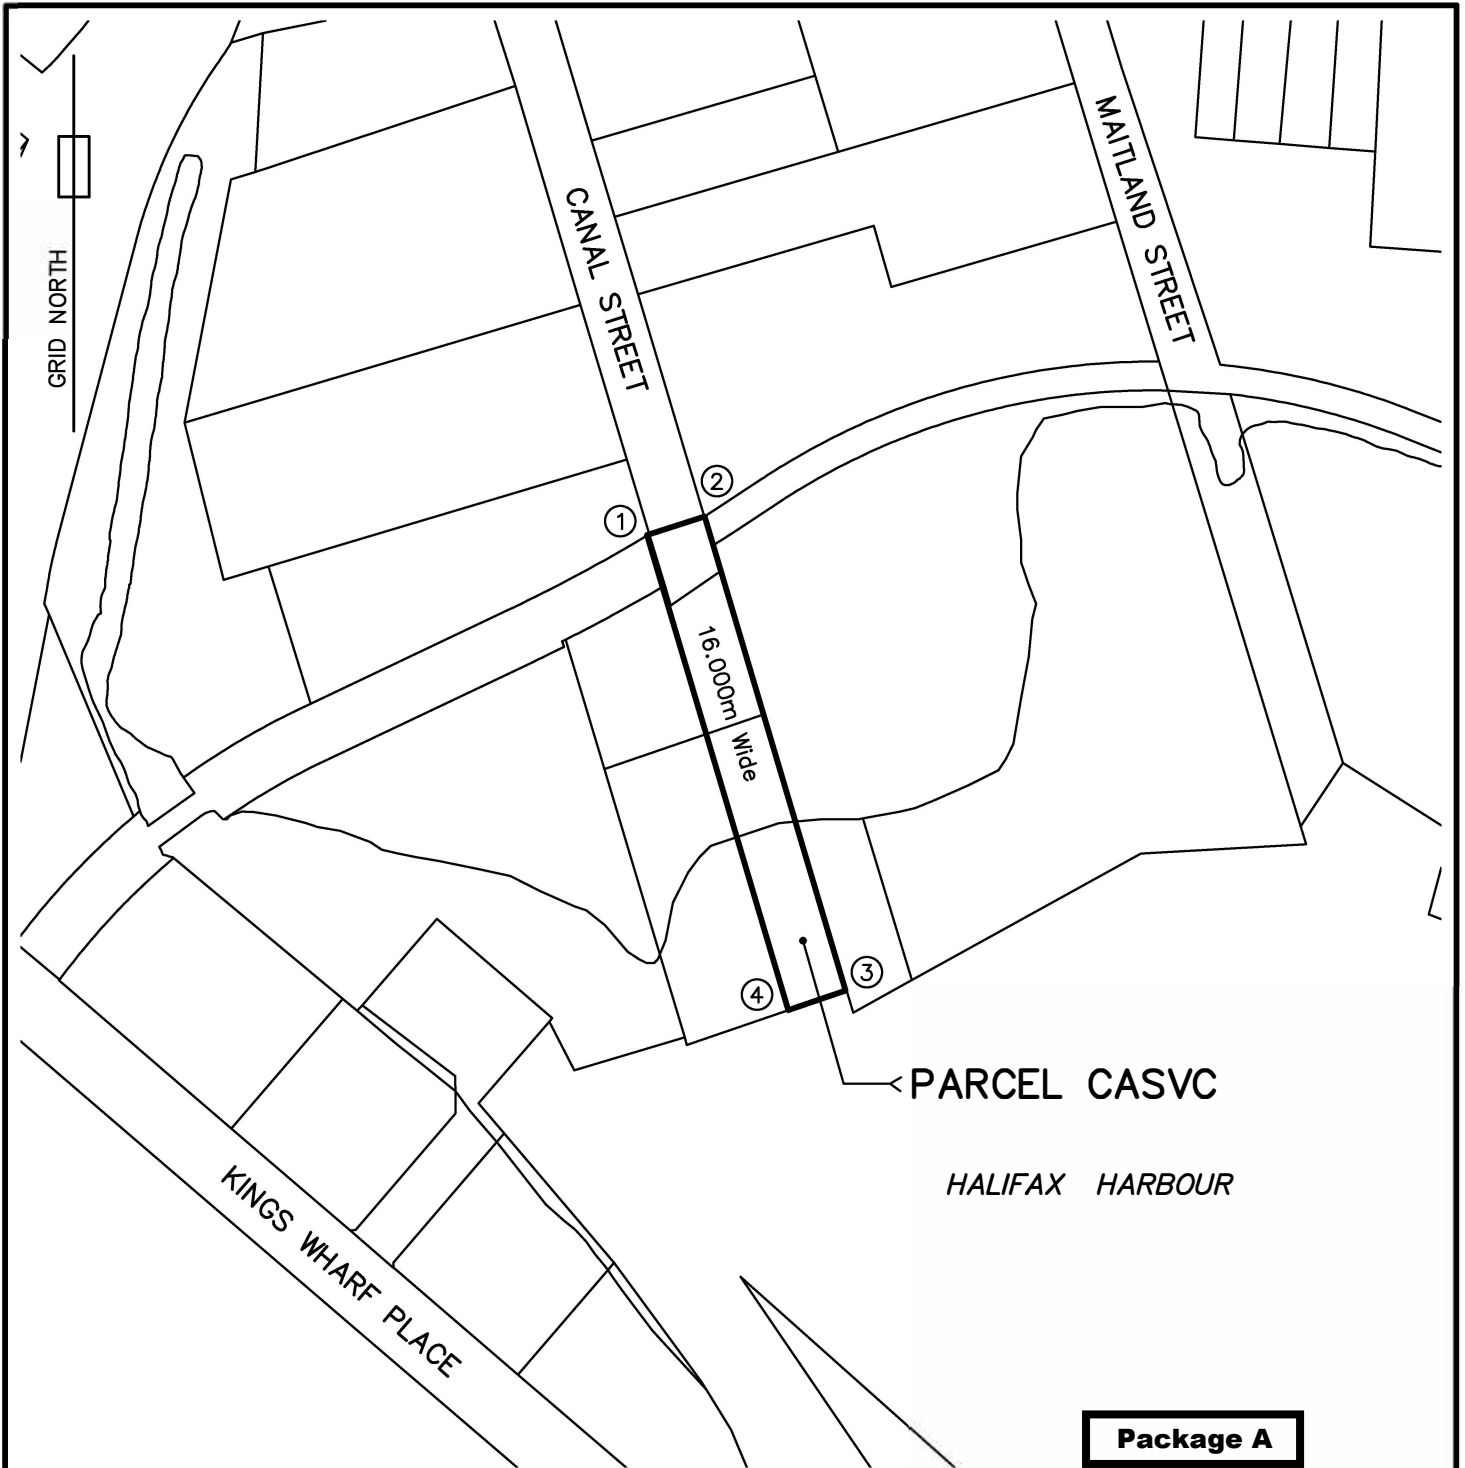 GRID NORTH
CANAL STREET
MAITLAND STREET
2
1
16.000m Wide
3
4
PARCEL CASVC
HALIFAX HARBOUR
KINGS WHARF PLACE
Package A